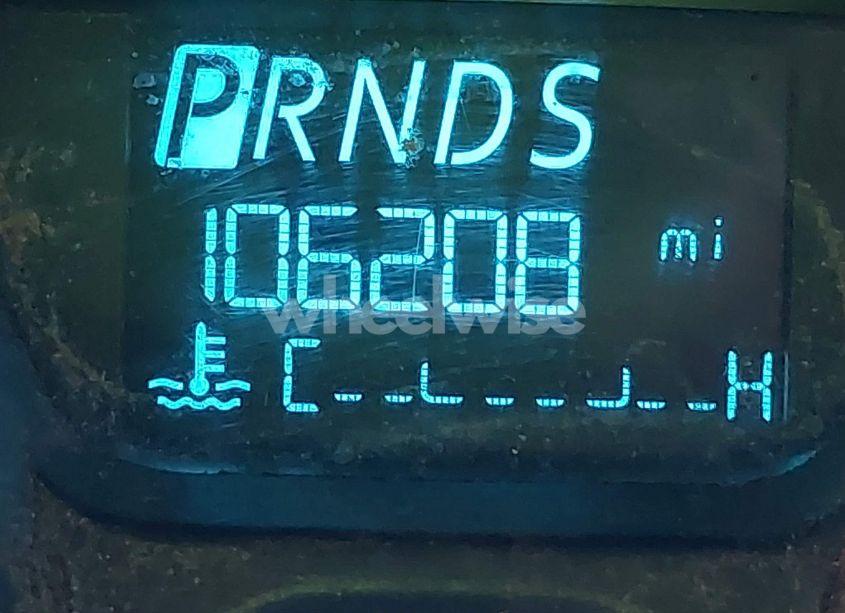 PRNDS
106208 mi
wheelwise
C H